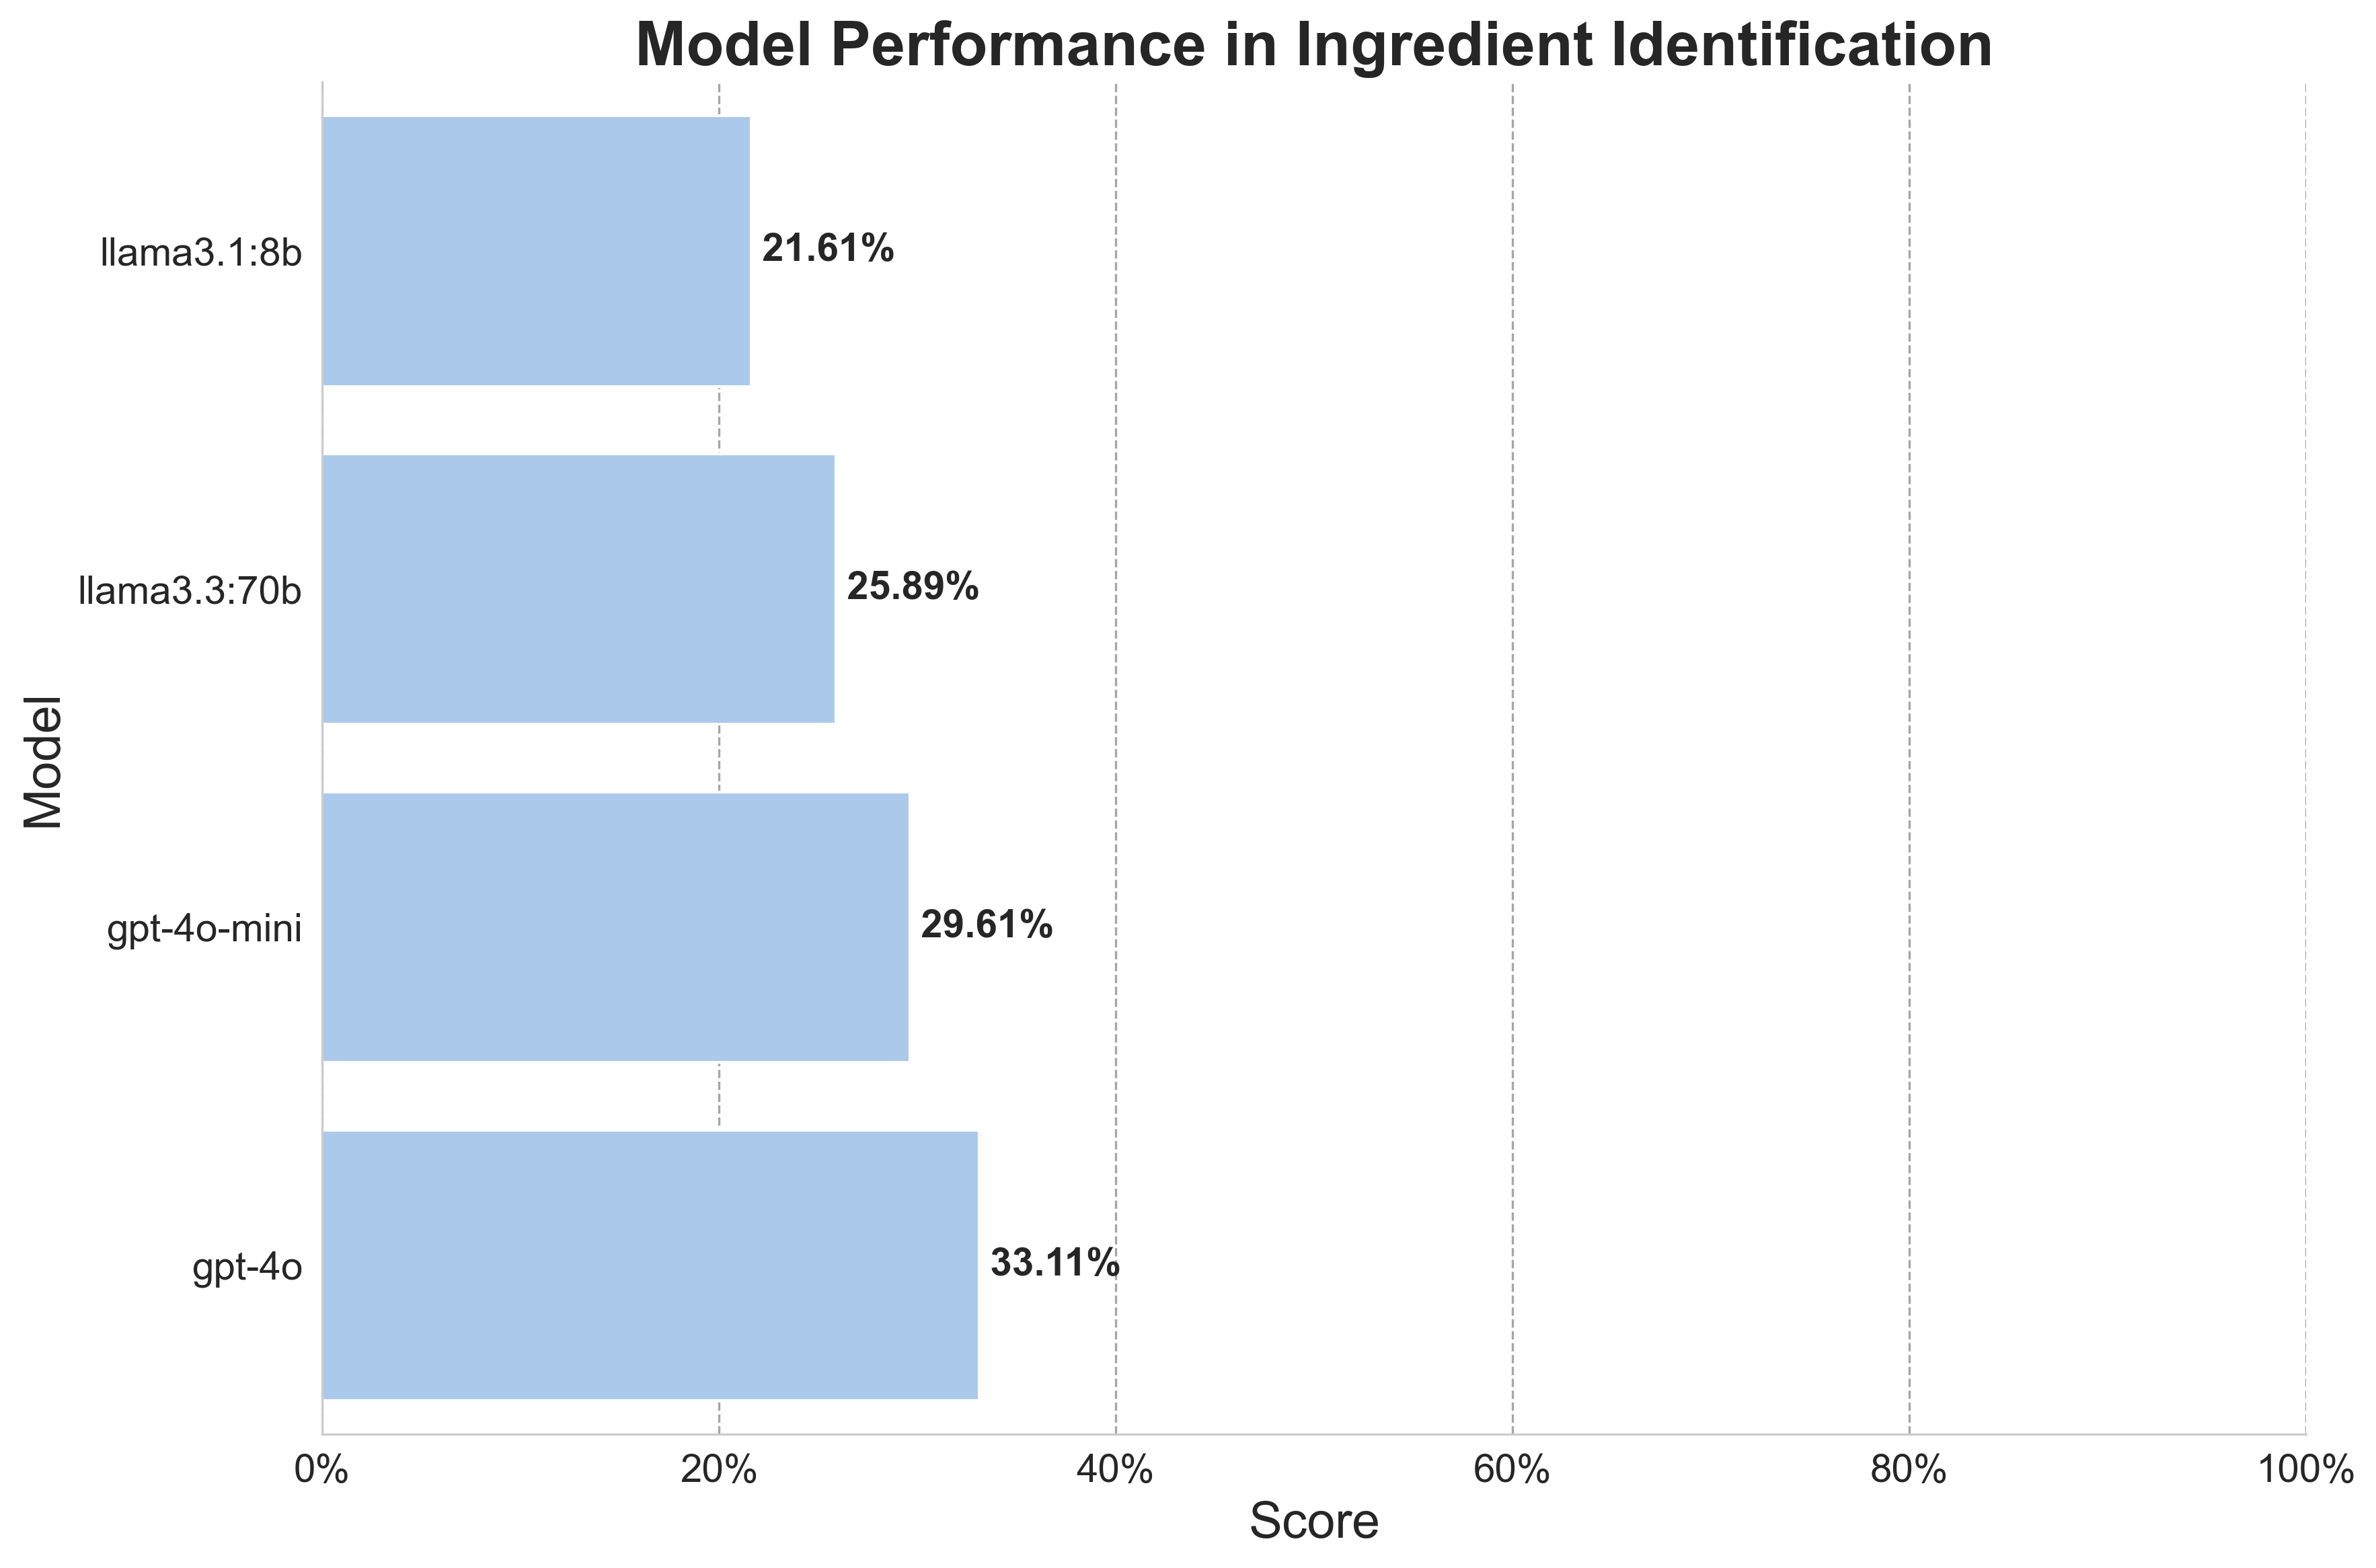 Model Performance in Ingredient Identification
llama3.1:8b
21.61%
llama3.3:70b
25.89%
Model
gpt-4o-mini
29.61%
gpt-4o
33.11%
0% 20% 40% 60% 80% 100%
Score